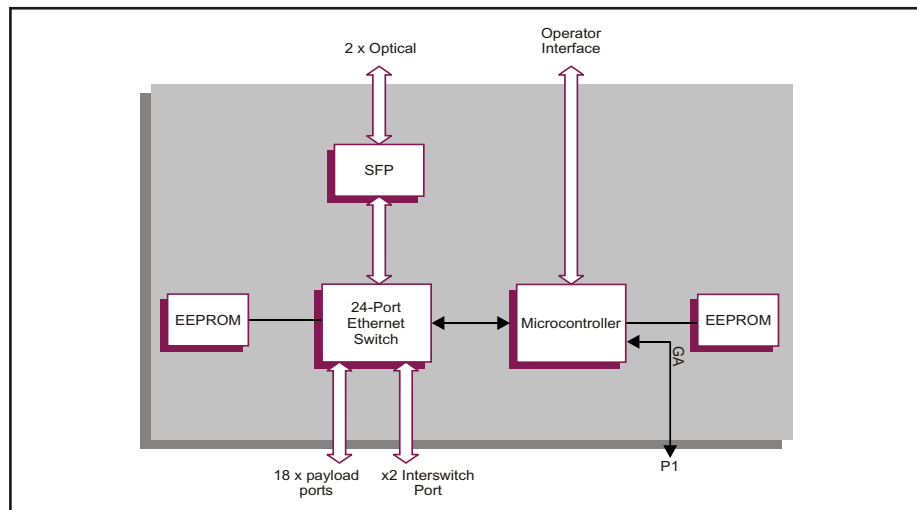 2 x Optical
Operator
Interface
SFP
EEPROM
24-Port
Ethernet
Switch
Microcontroller
EEPROM
GA
18 x payload
ports
x2 Interswitch
Port
P1